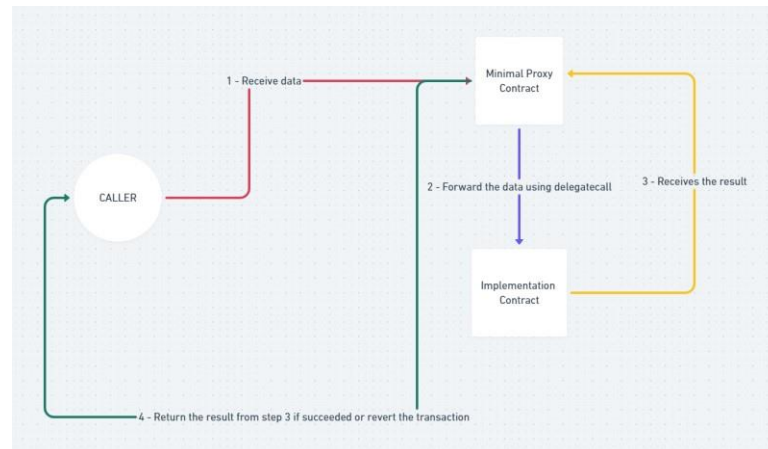 1 - Receive data
Minimal Proxy
Contract
CALLER
2 - Forward the data using delegatecall
3 - Receives the result
Implementation
Contract
4 - Return the result from step 3 if succeeded or revert the transaction